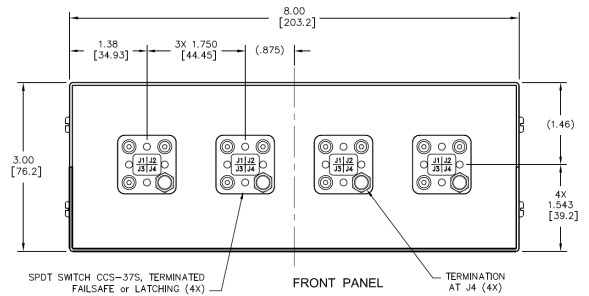 8.00
[203.2]
1.38
[34.93]
3X 1.750
[44.45]
(.875)
3.00
[76.2]
(1.46)
4X
1.543
[39.2]
J1 J2
J3 J4
J1 J2
J3 J4
J1 J2
J3 J4
J1 J2
J3 J4
SPDT SWITCH CCS-37S, TERMINATED
FAILSAFE or LATCHING (4X)
FRONT PANEL
TERMINATION
AT J4 (4X)